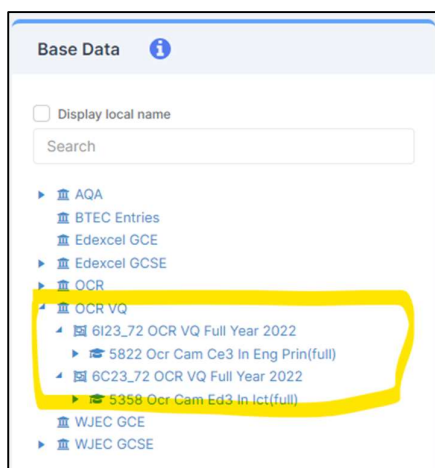 Base Data
Display local name
Search
AQA
BTEC Entries
Edexcel GCE
Edexcel GCSE
OCR
OCR VQ
6I23_72 OCR VQ Full Year 2022
5822 Ocr Cam Ce3 In Eng Prin(full)
6C23_72 OCR VQ Full Year 2022
5358 Ocr Cam Ed3 In Ict(full)
WJEC GCE
WJEC GCSE